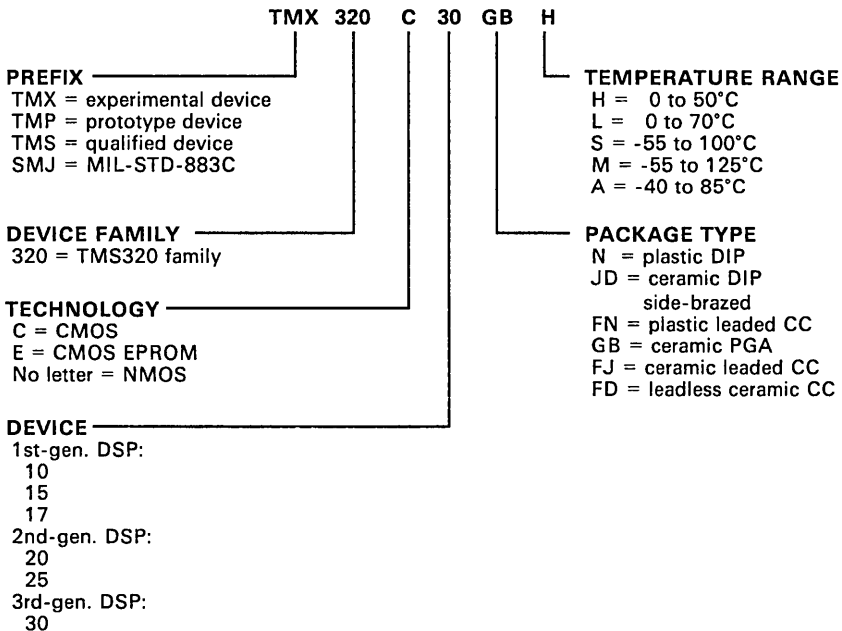 TMX 320 C 30 GB H
PREFIX
TMX = experimental device
TMP = prototype device
TMS = qualified device
SMJ = MIL-STD-883C
DEVICE FAMILY
320 = TMS320 family
TECHNOLOGY
C = CMOS
E = CMOS EPROM
No letter = NMOS
DEVICE
1st-gen. DSP:
10
15
17
2nd-gen. DSP:
20
25
3rd-gen. DSP:
30
TEMPERATURE RANGE
H = 0 to 50°C
L = 0 to 70°C
S = -55 to 100°C
M = -55 to 125°C
A = -40 to 85°C
PACKAGE TYPE
N = plastic DIP
JD = ceramic DIP
side-brazed
FN = plastic leaded CC
GB = ceramic PGA
FJ = ceramic leaded CC
FD = leadless ceramic CC